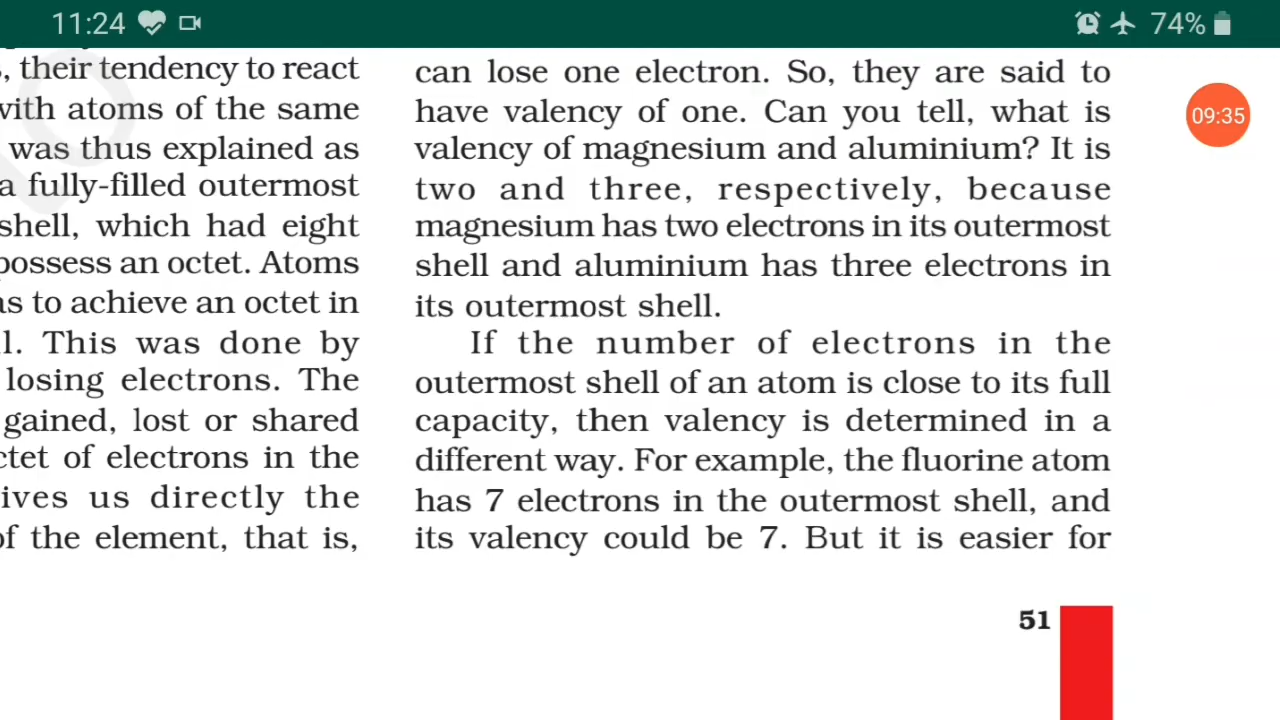 11:24
74%
09:35
, their tendency to react
with atoms of the same
was thus explained as
a fully-filled outermost
shell, which had eight
possess an octet. Atoms
as to achieve an octet in
l. This was done by
losing electrons. The
gained, lost or shared
ctet of electrons in the
ives us directly the
of the element, that is,
can lose one electron. So, they are said to
have valency of one. Can you tell, what is
valency of magnesium and aluminium? It is
two and three, respectively, because
magnesium has two electrons in its outermost
shell and aluminium has three electrons in
its outermost shell.
If the number of electrons in the
outermost shell of an atom is close to its full
capacity, then valency is determined in a
different way. For example, the fluorine atom
has 7 electrons in the outermost shell, and
its valency could be 7. But it is easier for
51